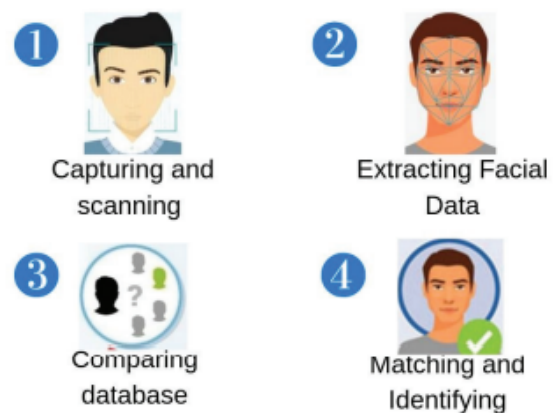 1
Capturing and
scanning
2
Extracting Facial
Data
3
?
Comparing
database
4
Matching and
Identifying